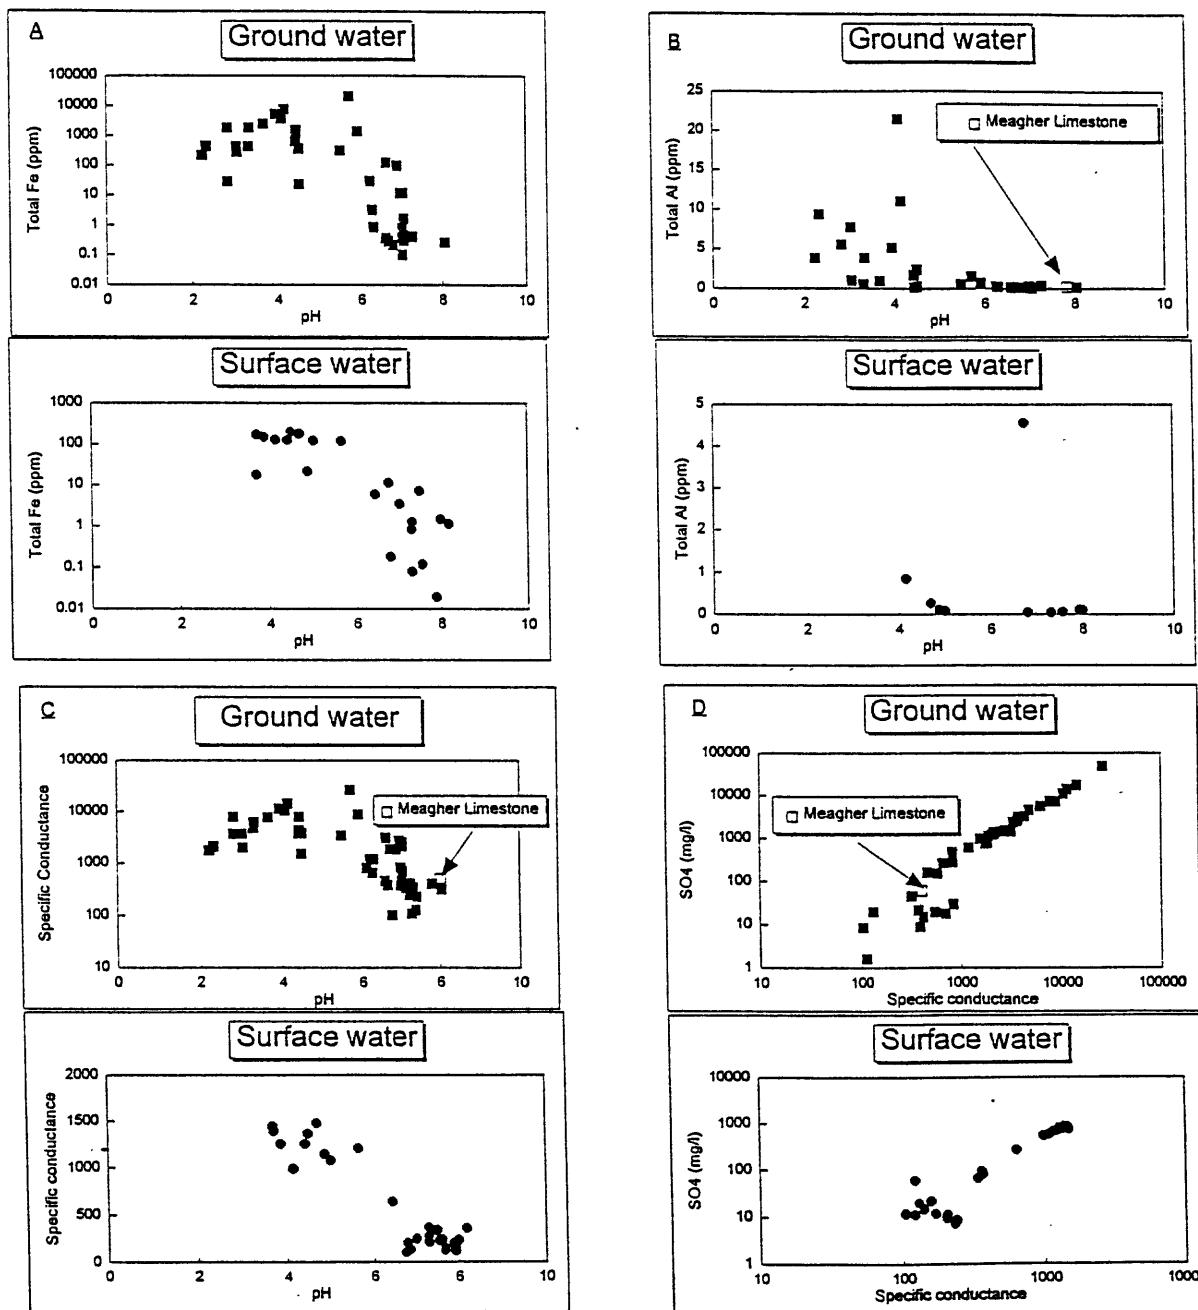 A
Ground water
Total Fe (ppm)
100000
10000
1000
100
10
1
0.1
0.01
0 2 4 6 8 10
pH
Surface water
Total Fe (ppm)
1000
100
10
1
0.1
0.01
0 2 4 6 8 10
pH
B
Ground water
Total Al (ppm)
25
20
15
10
5
0
Meagher Limestone
0 2 4 6 8 10
pH
Surface water
Total Al (ppm)
5
4
3
2
1
0
0 2 4 6 8 10
pH
C
Ground water
Specific Conductance
100000
10000
1000
100
10
Meagher Limestone
0 2 4 6 8 10
pH
Surface water
Specific conductance
2000
1500
1000
500
0
0 2 4 6 8 10
pH
D
Ground water
SO4 (mg/l)
100000
10000
1000
100
10
1
Meagher Limestone
10 100 1000 10000 100000
Specific conductance
Surface water
SO4 (mg/l)
10000
1000
100
10
1
10 100 1000 1000
Specific conductance